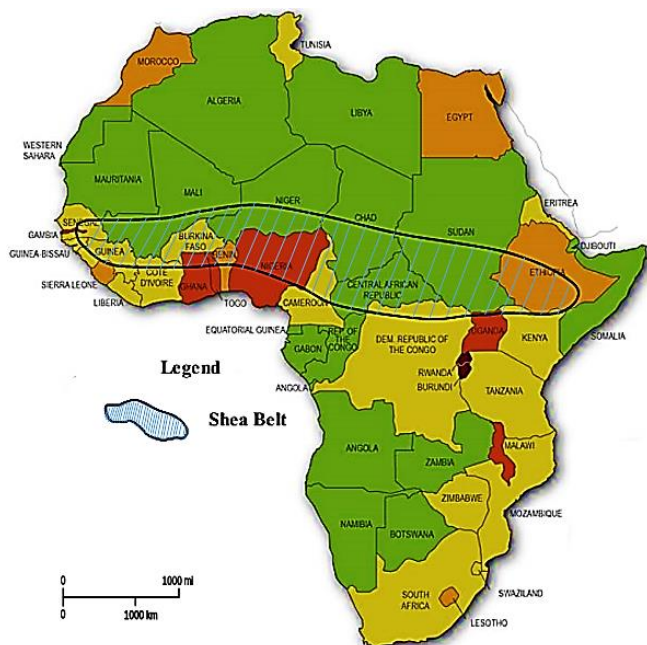 TUNISIA
MOROCCO
ALGERIA
LIBYA
EGYPT
WESTERN
SAHARA
MAURITANIA
MALI
NIGER
CHAD
SUDAN
ERITREA
SENEGAL
GAMBIA
GUINEA-BISSAU
GUINEA
BURKINA
FASO
BENIN
NIGERIA
DJIBOUTI
ETHIOPIA
SIERRA LEONE
LIBERIA
COTE
D'IVOIRE
GHANA
TOGO
CAMEROON
CENTRAL AFRICAN
REPUBLIC
SOMALIA
EQUATORIAL GUINEA
GABON
REP. OF
THE
CONGO
DEM. REPUBLIC OF
THE CONGO
UGANDA
KENYA
RWANDA
BURUNDI
TANZANIA
ANGOLA
Legend
Shea Belt
ANGOLA
ZAMBIA
MALAWI
ZIMBABWE
MOZAMBIQUE
NAMIBIA
BOTSWANA
SWAZILAND
SOUTH
AFRICA
LESOTHO
0 1000 mi
0 1000 km